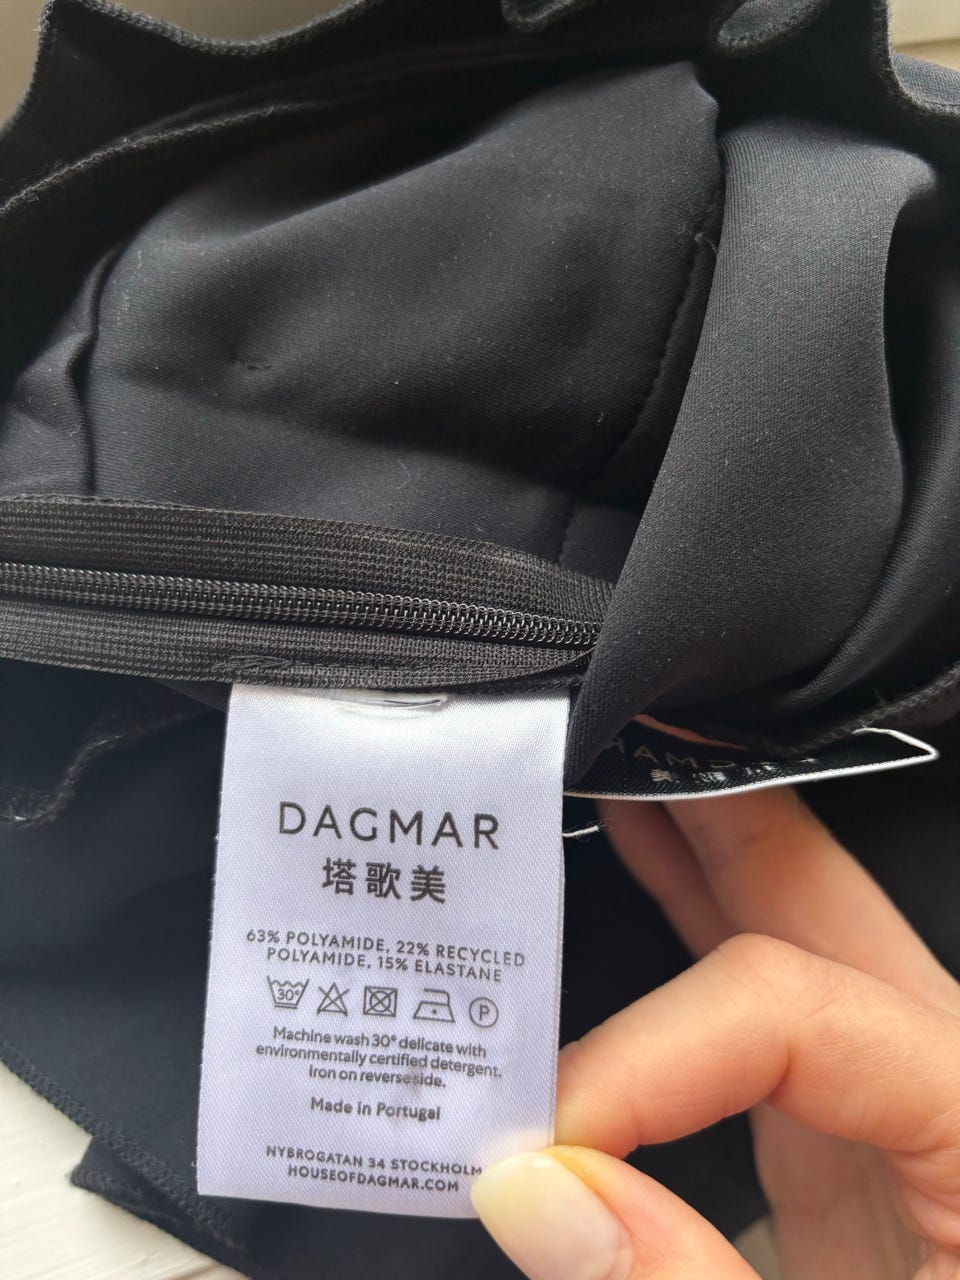 DAGMAR
塔歌美
63% POLYAMIDE, 22% RECYCLED
POLYAMIDE, 15% ELASTANE
30°
P
Machine wash 30° delicate with
environmentally certified detergent.
Iron on reverse side.
Made in Portugal
NYBROGATAN 34 STOCKHOLM
HOUSEOFDAGMAR.COM